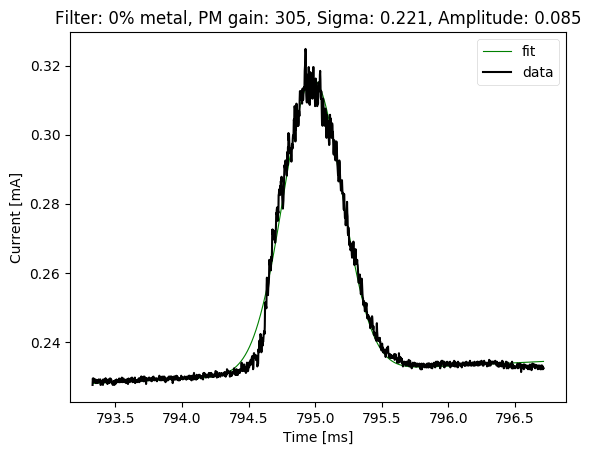 Filter: 0% metal, PM gain: 305, Sigma: 0.221, Amplitude: 0.085
fit
data
0.32
0.30
0.28
0.26
0.24
Current [mA]
793.5 794.0 794.5 795.0 795.5 796.0 796.5
Time [ms]